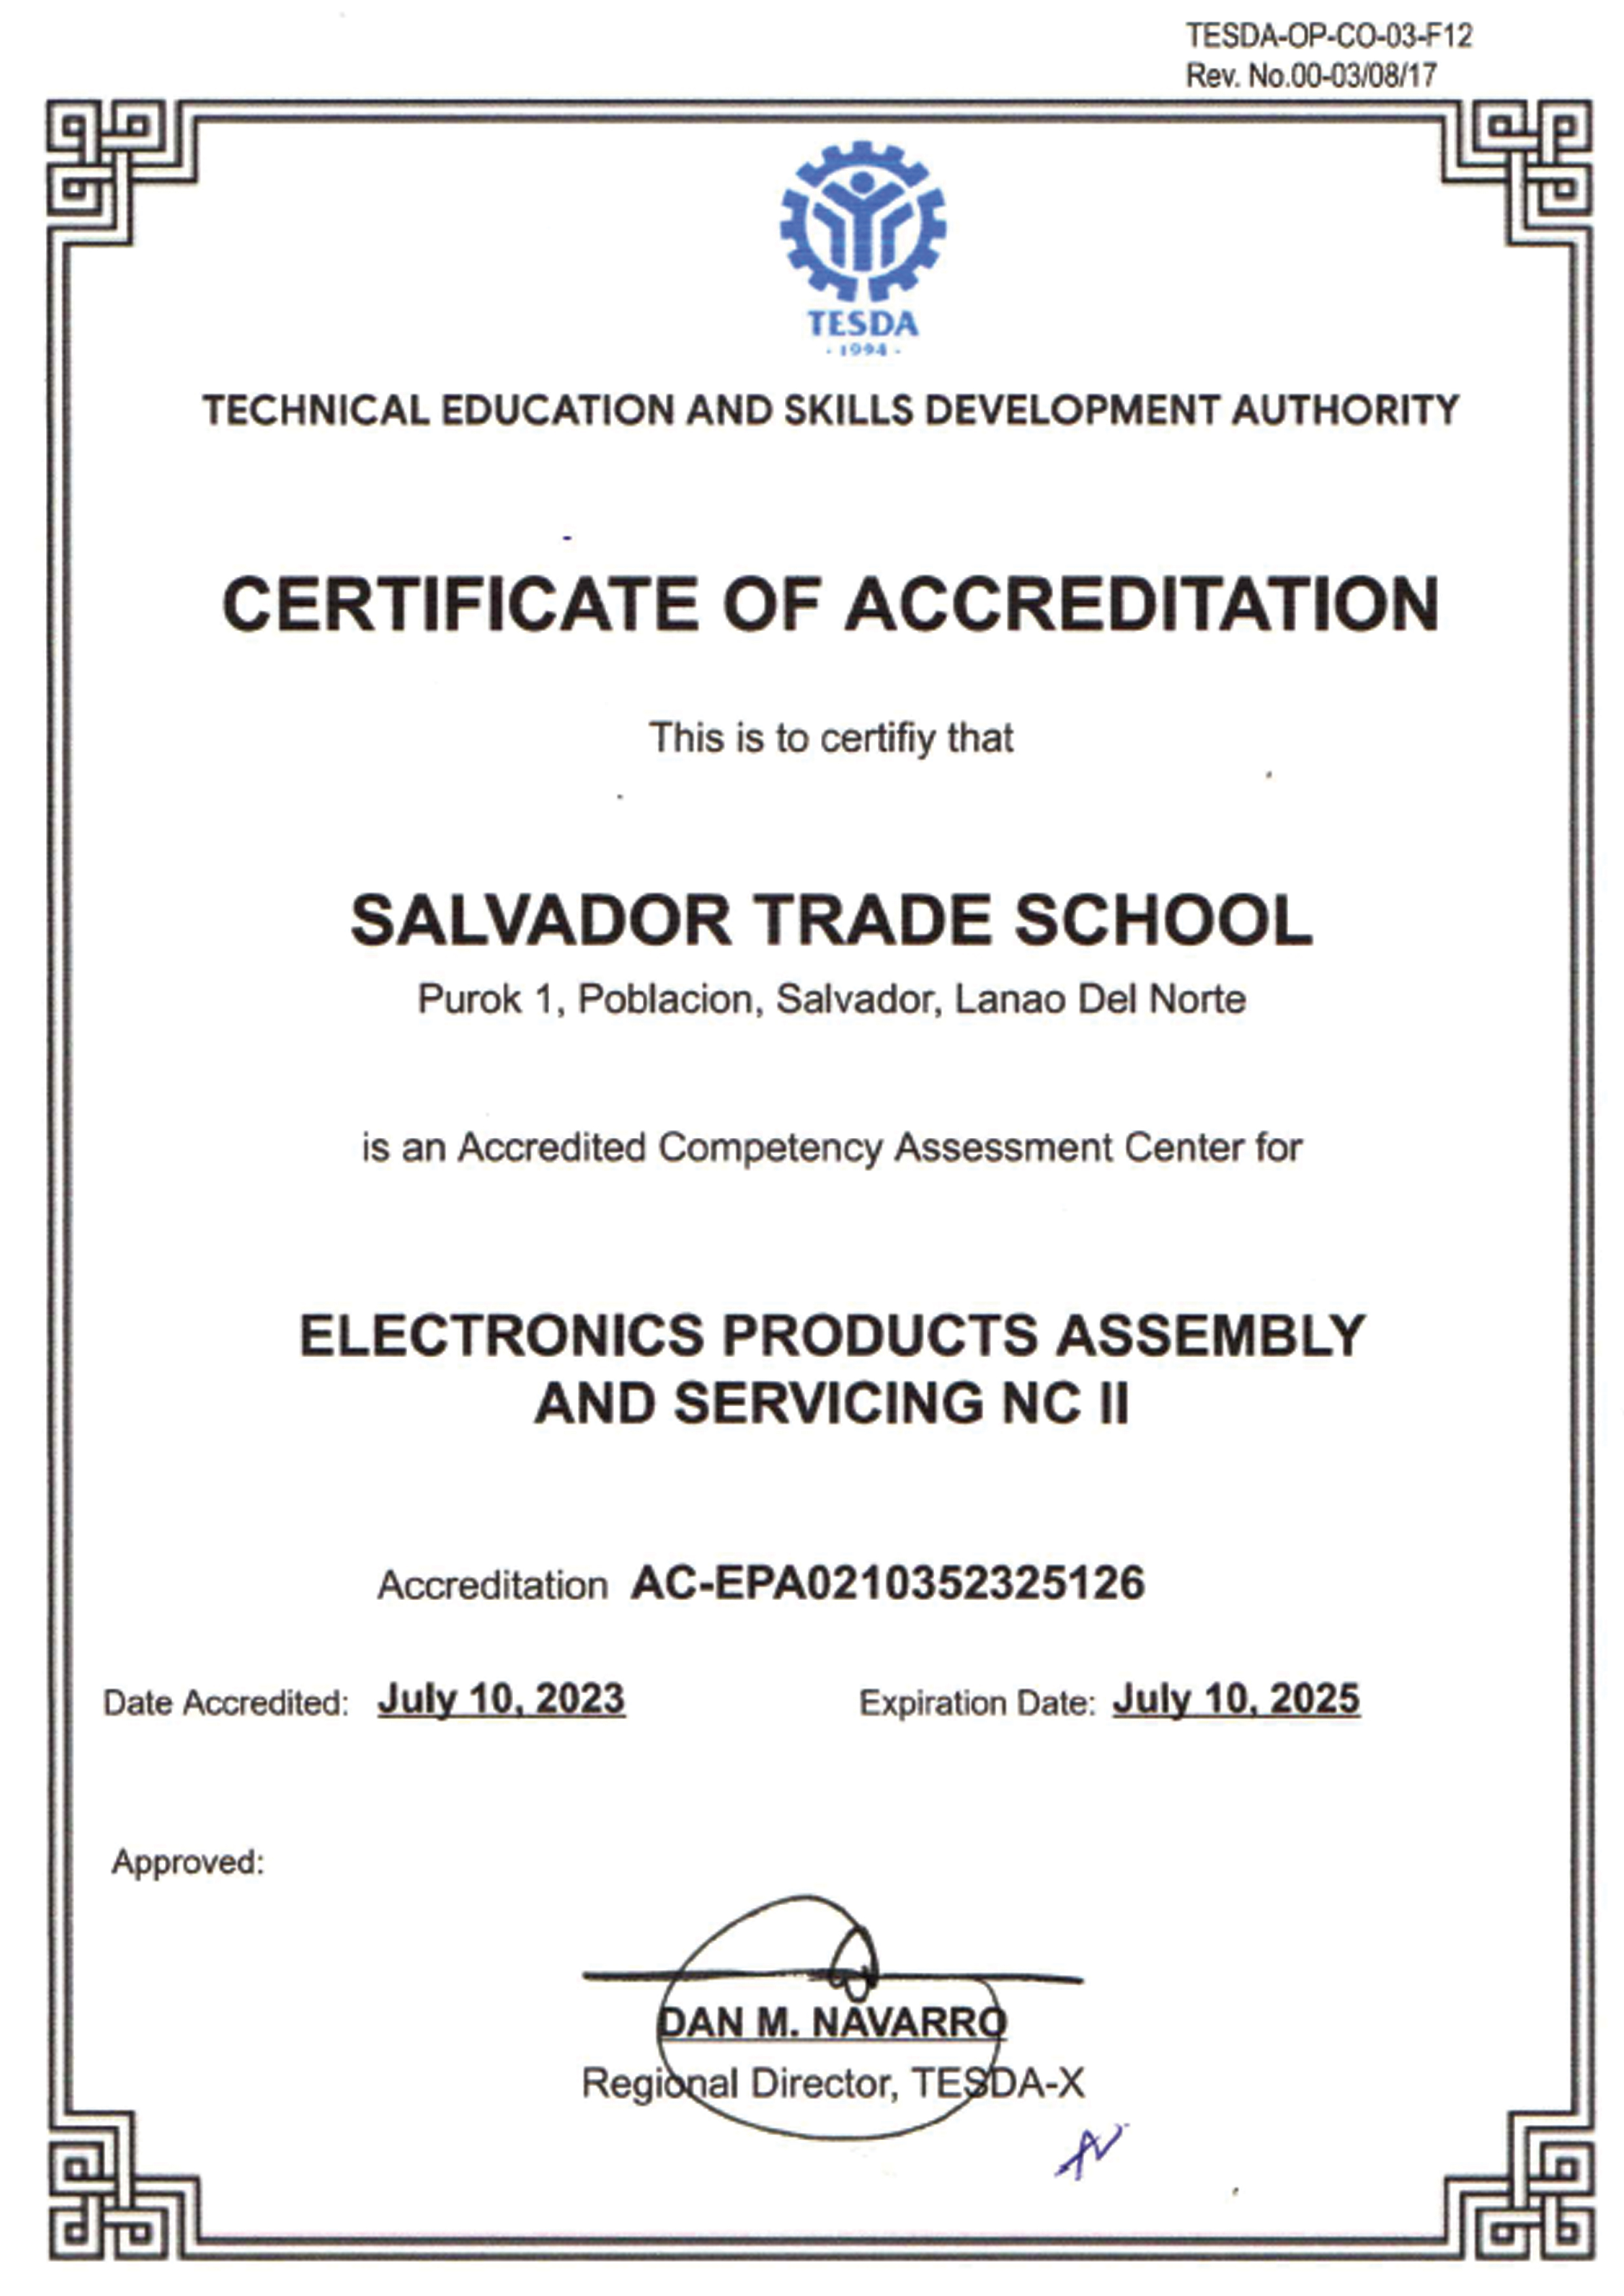 TESDA-OP-CO-03-F12
Rev. No.00-03/08/17
TESDA
- 1994 -
TECHNICAL EDUCATION AND SKILLS DEVELOPMENT AUTHORITY
CERTIFICATE OF ACCREDITATION
This is to certifiy that
SALVADOR TRADE SCHOOL
Purok 1, Poblacion, Salvador, Lanao Del Norte
is an Accredited Competency Assessment Center for
ELECTRONICS PRODUCTS ASSEMBLY
AND SERVICING NC II
Accreditation AC-EPA0210352325126
Date Accredited: July 10, 2023 Expiration Date: July 10, 2025
Approved:
DAN M. NAVARRO
Regional Director, TESDA-X